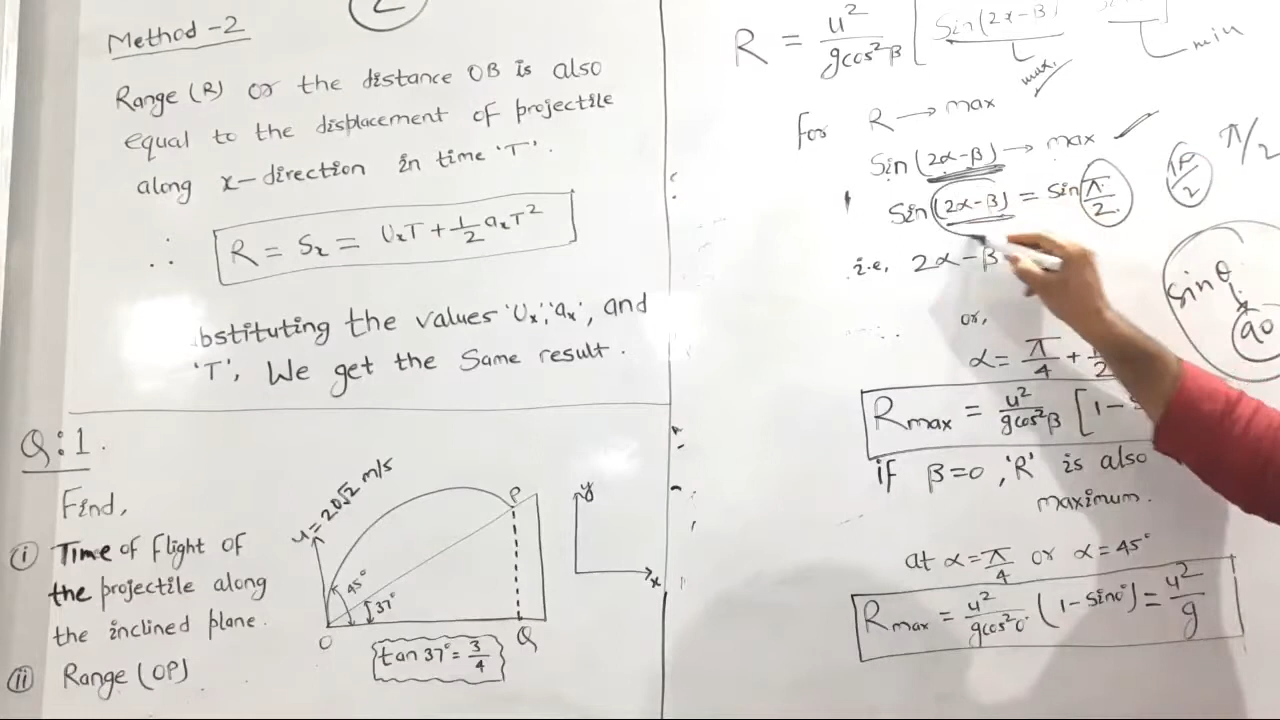 2
Method -2
Range (R) or the distance OB is also
equal to the displacement of projectile
along x-direction in time 'T'.
∴ R = Sx = UxT + 1/2 axT²
bstituting the values 'Ux', 'ax', and
'T', We get the Same result.
Q:1.
Find,
(i) Time of flight of
the projectile along
the inclined plane.
(ii) Range (OP)
u = 20√2 m/s
45°
37°
P
O
Q
y
x
tan 37° = 3/4
R = u²/gcos²β [Sin(2α-β)
max.
min
for R → max
Sin(2α-β) → max
Sin(2α-β) = Sin π/2
π/2
i.e, 2α-β
or,
α = π/4 +
Rmax = u²/gcos²β [1-
if β=0, 'R' is also
maximum.
at α = π/4 or α = 45°
Rmax = u²/gcos²0° (1-Sin0°) = u²/g
Sinθ
90